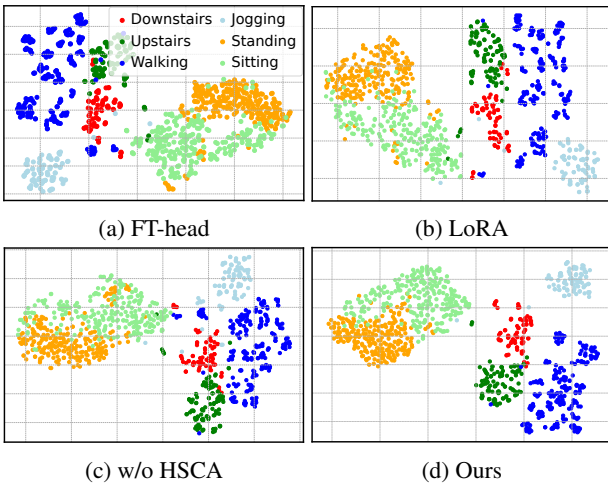 Downstairs
Upstairs
Walking
Jogging
Standing
Sitting
(a) FT-head
(b) LoRA
(c) w/o HSCA
(d) Ours